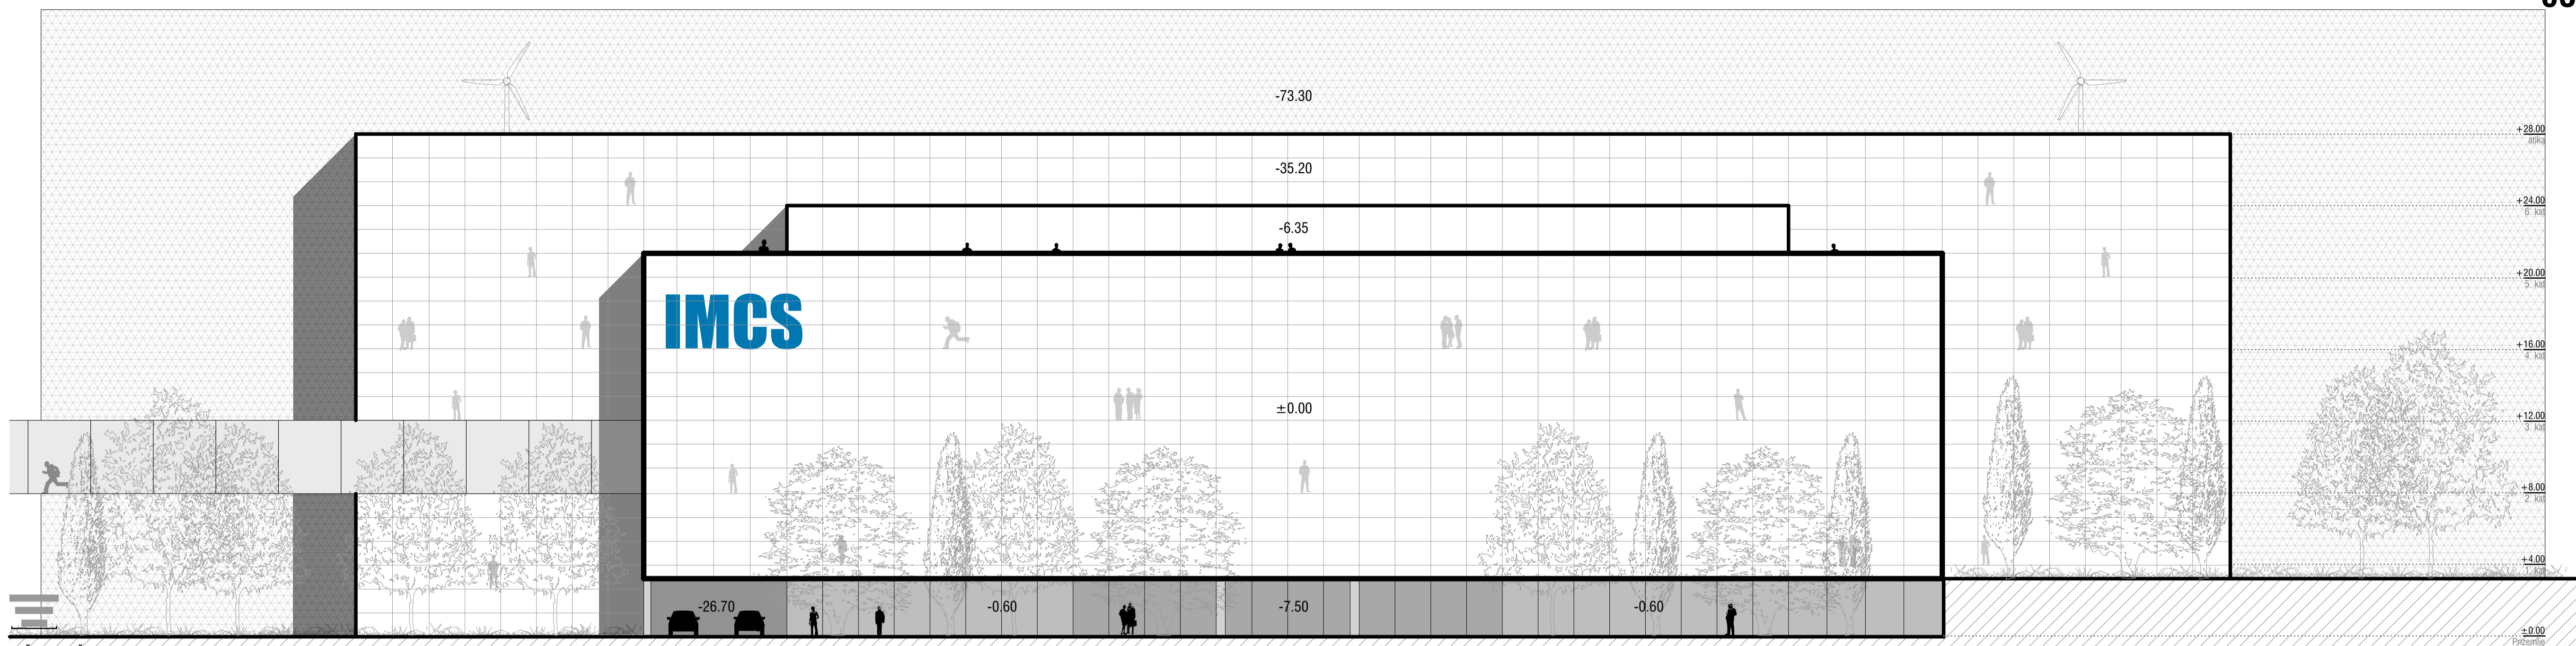 -73.30
+28.00
atika
-35.20
+24.00
6. kat
-6.35
+20.00
5. kat
IMCS
+16.00
4. kat
±0.00
+12.00
3. kat
+8.00
2. kat
+4.00
1. kat
-26.70
-0.60
-7.50
-0.60
±0.00
Prizemlje